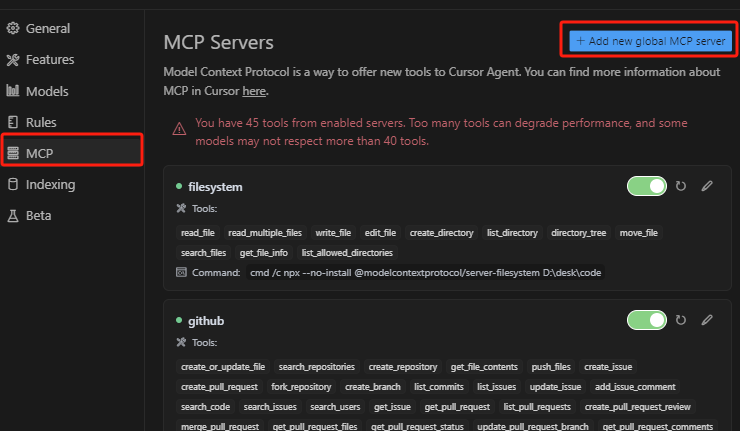 General
Features
Models
Rules
MCP
Indexing
Beta
MCP Servers
+ Add new global MCP server
Model Context Protocol is a way to offer new tools to Cursor Agent. You can find more information about
MCP in Cursor here.
You have 45 tools from enabled servers. Too many tools can degrade performance, and some
models may not respect more than 40 tools.
filesystem
Tools:
read_file read_multiple_files write_file edit_file create_directory list_directory directory_tree move_file
search_files get_file_info list_allowed_directories
Command: cmd /c npx --no-install @modelcontextprotocol/server-filesystem D:\desk\code
github
Tools:
create_or_update_file search_repositories create_repository get_file_contents push_files create_issue
create_pull_request fork_repository create_branch list_commits list_issues update_issue add_issue_comment
search_code search_issues search_users get_issue get_pull_request list_pull_requests create_pull_request_review
merge_pull_request get_pull_request_files get_pull_request_status update_pull_request_branch get_pull_request_comments